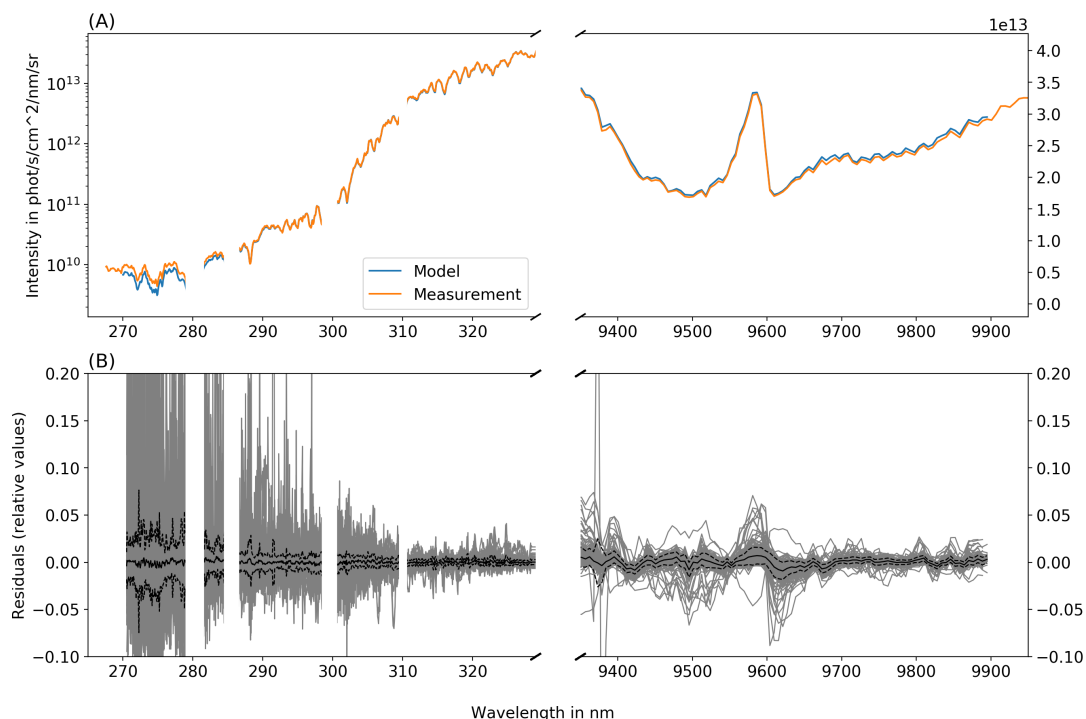 (A)
1e13
Intensity in phot/s/cm^2/nm/sr
10^13
10^12
10^11
10^10
4.0
3.5
3.0
2.5
2.0
1.5
1.0
0.5
0.0
Model
Measurement
270 280 290 300 310 320
9400 9500 9600 9700 9800 9900
(B)
Residuals (relative values)
0.20
0.15
0.10
0.05
0.00
−0.05
−0.10
0.20
0.15
0.10
0.05
0.00
−0.05
−0.10
270 280 290 300 310 320
9400 9500 9600 9700 9800 9900
Wavelength in nm